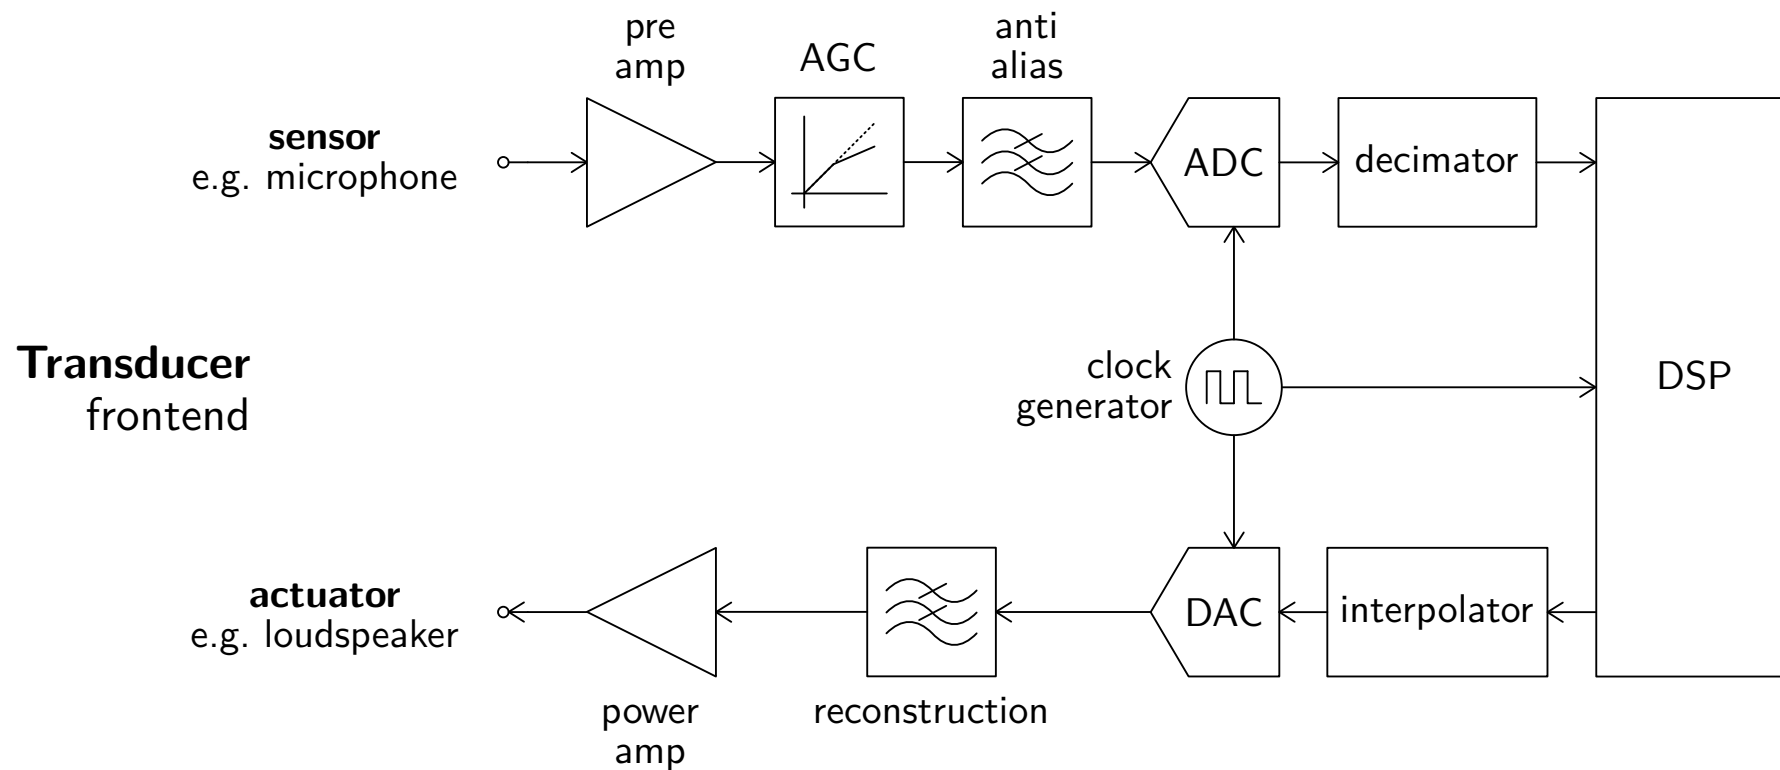 pre
amp
AGC
anti
alias
sensor
e.g. microphone
ADC
decimator
Transducer
frontend
clock
generator
DSP
actuator
e.g. loudspeaker
DAC
interpolator
power
amp
reconstruction